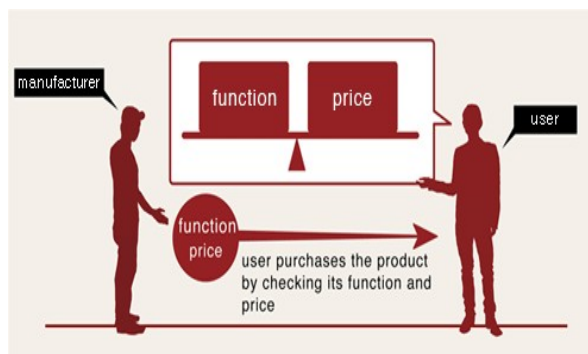 manufacturer
function
price
user
function
price
user purchases the product
by checking its function and
price